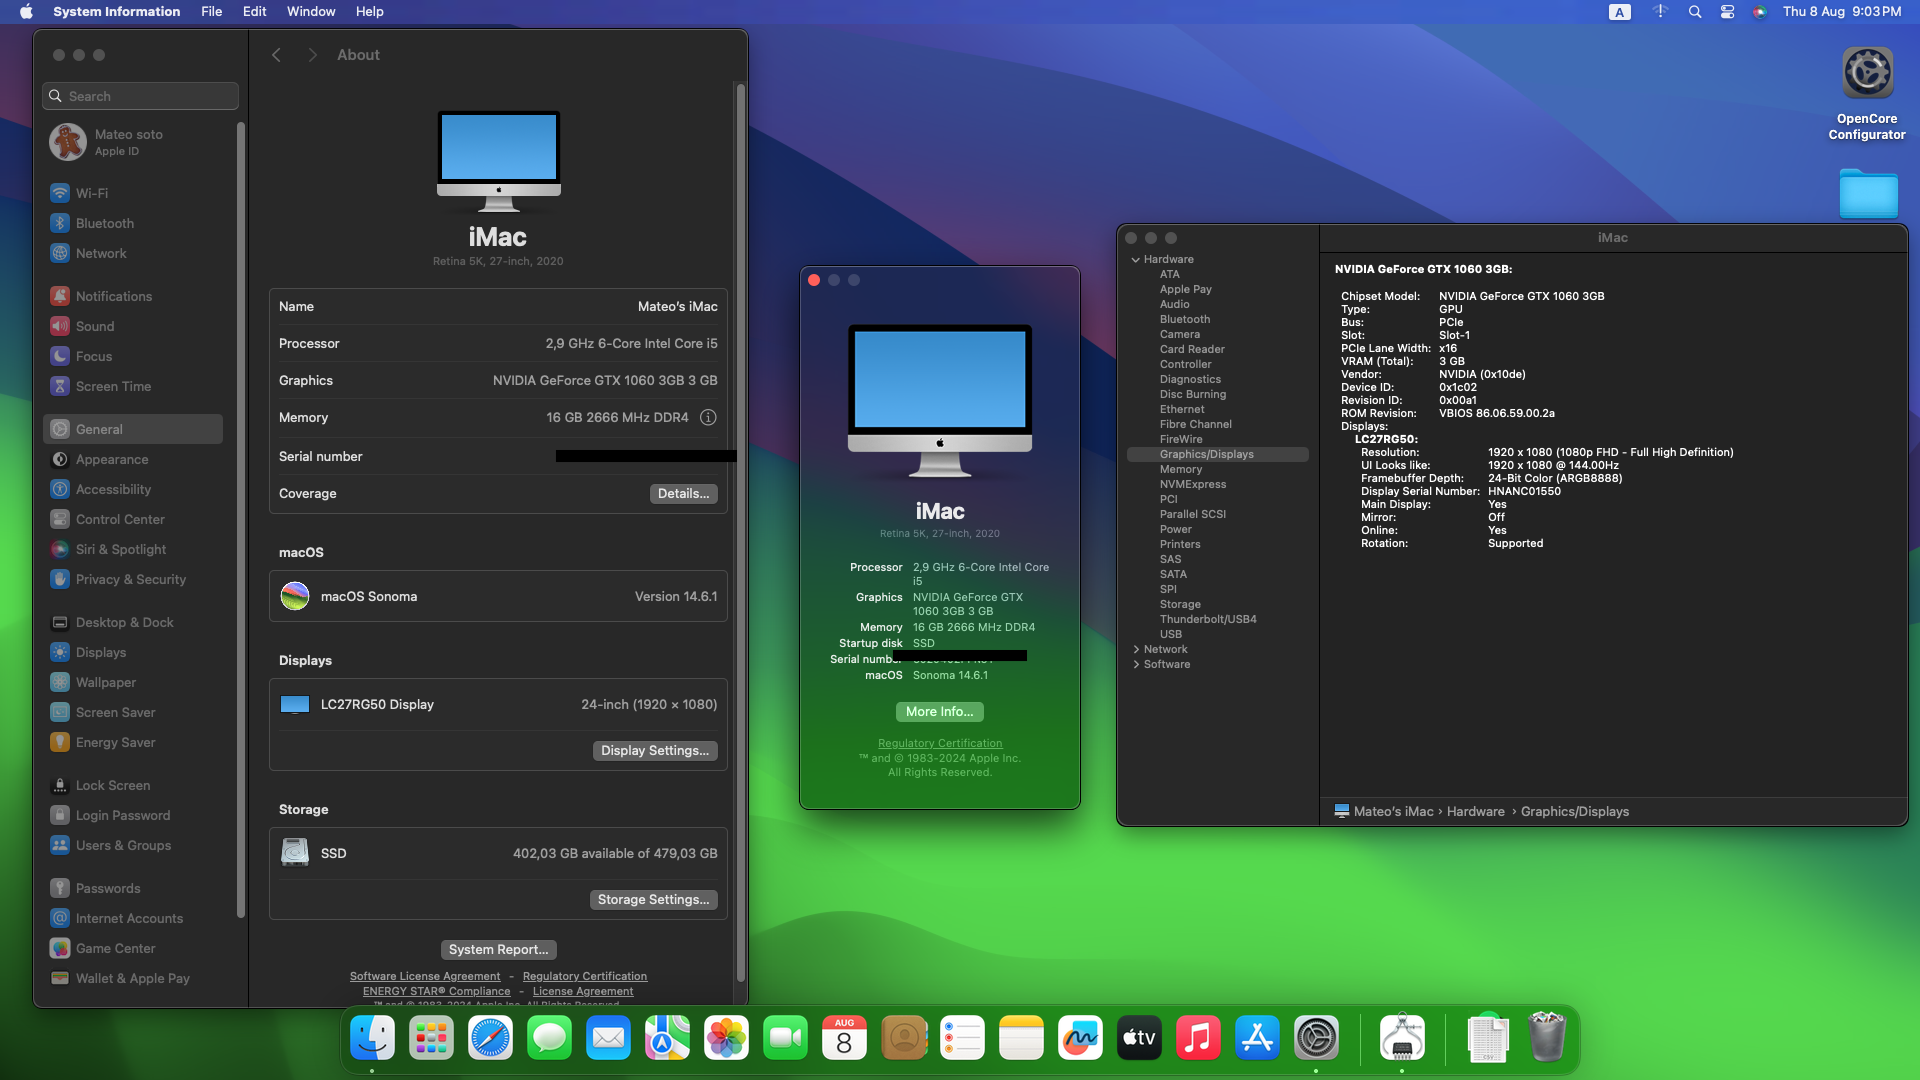 System Information File Edit Window Help
A
Thu 8 Aug 9:03 PM
About
Search
Mateo soto
Apple ID
Wi-Fi
Bluetooth
Network
Notifications
Sound
Focus
Screen Time
General
Appearance
Accessibility
Control Center
Siri & Spotlight
Privacy & Security
Desktop & Dock
Displays
Wallpaper
Screen Saver
Energy Saver
Lock Screen
Login Password
Users & Groups
Passwords
Internet Accounts
Game Center
Wallet & Apple Pay
iMac
Retina 5K, 27-inch, 2020
Name Mateo's iMac
Processor 2,9 GHz 6-Core Intel Core i5
Graphics NVIDIA GeForce GTX 1060 3GB 3 GB
Memory 16 GB 2666 MHz DDR4
Serial number
Coverage Details...
macOS
macOS Sonoma Version 14.6.1
Displays
LC27RG50 Display 24-inch (1920 × 1080)
Display Settings...
Storage
SSD 402,03 GB available of 479,03 GB
Storage Settings...
System Report...
Software License Agreement - Regulatory Certification
ENERGY STAR® Compliance - License Agreement
™ and © 1983-2024 Apple Inc. All Rights Reserved.
iMac
Retina 5K, 27-inch, 2020
Processor 2,9 GHz 6-Core Intel Core
i5
Graphics NVIDIA GeForce GTX
1060 3GB 3 GB
Memory 16 GB 2666 MHz DDR4
Startup disk SSD
Serial number
macOS Sonoma 14.6.1
More Info...
Regulatory Certification
™ and © 1983-2024 Apple Inc.
All Rights Reserved.
OpenCore
Configurator
iMac
Hardware
ATA
Apple Pay
Audio
Bluetooth
Camera
Card Reader
Controller
Diagnostics
Disc Burning
Ethernet
Fibre Channel
FireWire
Graphics/Displays
Memory
NVMExpress
PCI
Parallel SCSI
Power
Printers
SAS
SATA
SPI
Storage
Thunderbolt/USB4
USB
Network
Software
NVIDIA GeForce GTX 1060 3GB:
Chipset Model: NVIDIA GeForce GTX 1060 3GB
Type: GPU
Bus: PCIe
Slot: Slot-1
PCIe Lane Width: x16
VRAM (Total): 3 GB
Vendor: NVIDIA (0x10de)
Device ID: 0x1c02
Revision ID: 0x00a1
ROM Revision: VBIOS 86.06.59.00.2a
Displays:
LC27RG50:
Resolution: 1920 x 1080 (1080p FHD - Full High Definition)
UI Looks like: 1920 x 1080 @ 144.00Hz
Framebuffer Depth: 24-Bit Color (ARGB8888)
Display Serial Number: HNANC01550
Main Display: Yes
Mirror: Off
Online: Yes
Rotation: Supported
Mateo's iMac › Hardware › Graphics/Displays
AUG
8
tv
CSV